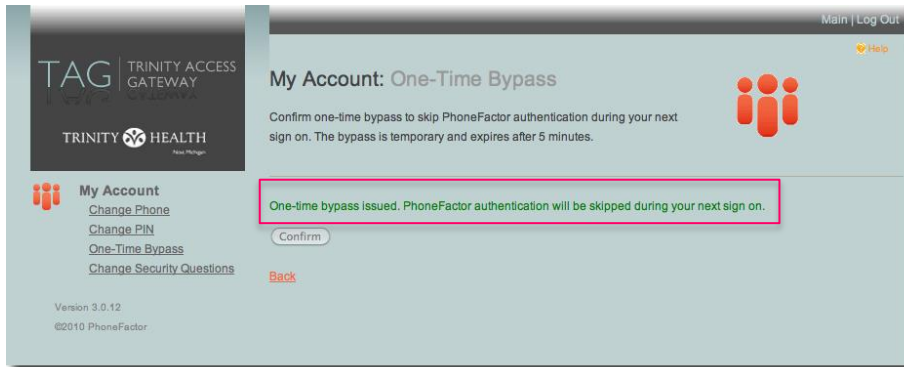 Main | Log Out
Help
TAG TRINITY ACCESS
GATEWAY
TRINITY HEALTH
Novi, Michigan
My Account: One-Time Bypass
Confirm one-time bypass to skip PhoneFactor authentication during your next
sign on. The bypass is temporary and expires after 5 minutes.
My Account
Change Phone
Change PIN
One-Time Bypass
Change Security Questions
Version 3.0.12
©2010 PhoneFactor
One-time bypass issued. PhoneFactor authentication will be skipped during your next sign on.
Confirm
Back